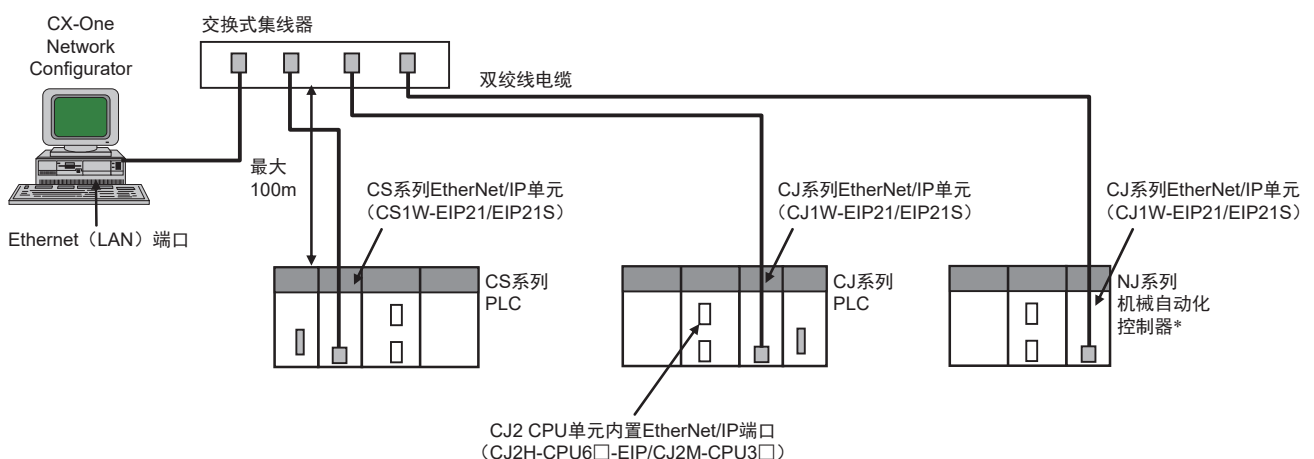 CX-One
Network
Configurator
交换式集线器
双绞线电缆
最大
100m
Ethernet（LAN）端口
CS系列EtherNet/IP单元
（CS1W-EIP21/EIP21S）
CJ系列EtherNet/IP单元
（CJ1W-EIP21/EIP21S）
CJ系列EtherNet/IP单元
（CJ1W-EIP21/EIP21S）
CS系列
PLC
CJ系列
PLC
NJ系列
机械自动化
控制器*
CJ2 CPU单元内置EtherNet/IP端口
（CJ2H-CPU6□-EIP/CJ2M-CPU3□）